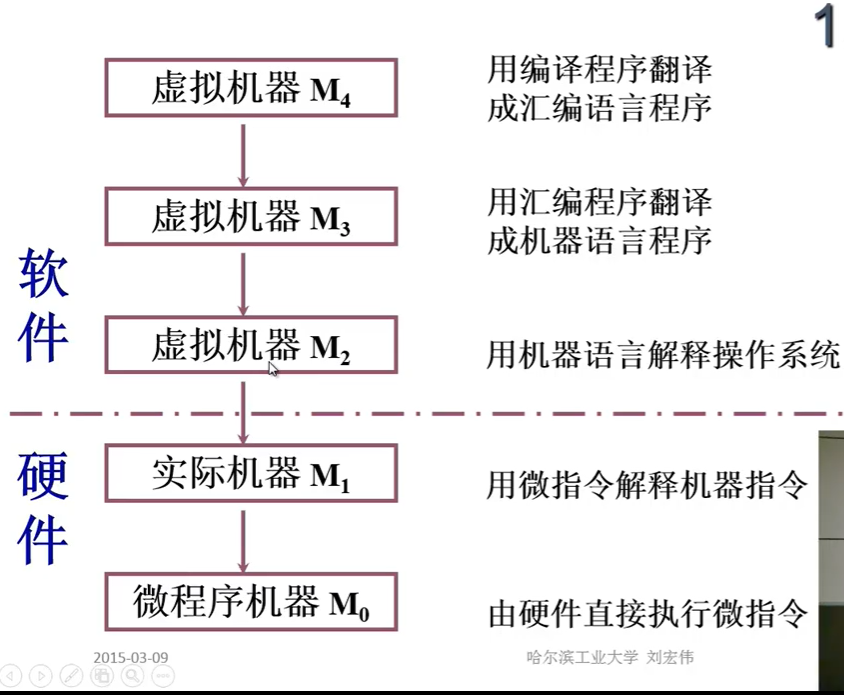 1
虚拟机器 M4
用编译程序翻译
成汇编语言程序
虚拟机器 M3
用汇编程序翻译
成机器语言程序
软件
虚拟机器 M2
用机器语言解释操作系统
硬件
实际机器 M1
用微指令解释机器指令
微程序机器 M0
由硬件直接执行微指令
2015-03-09
哈尔滨工业大学 刘宏伟